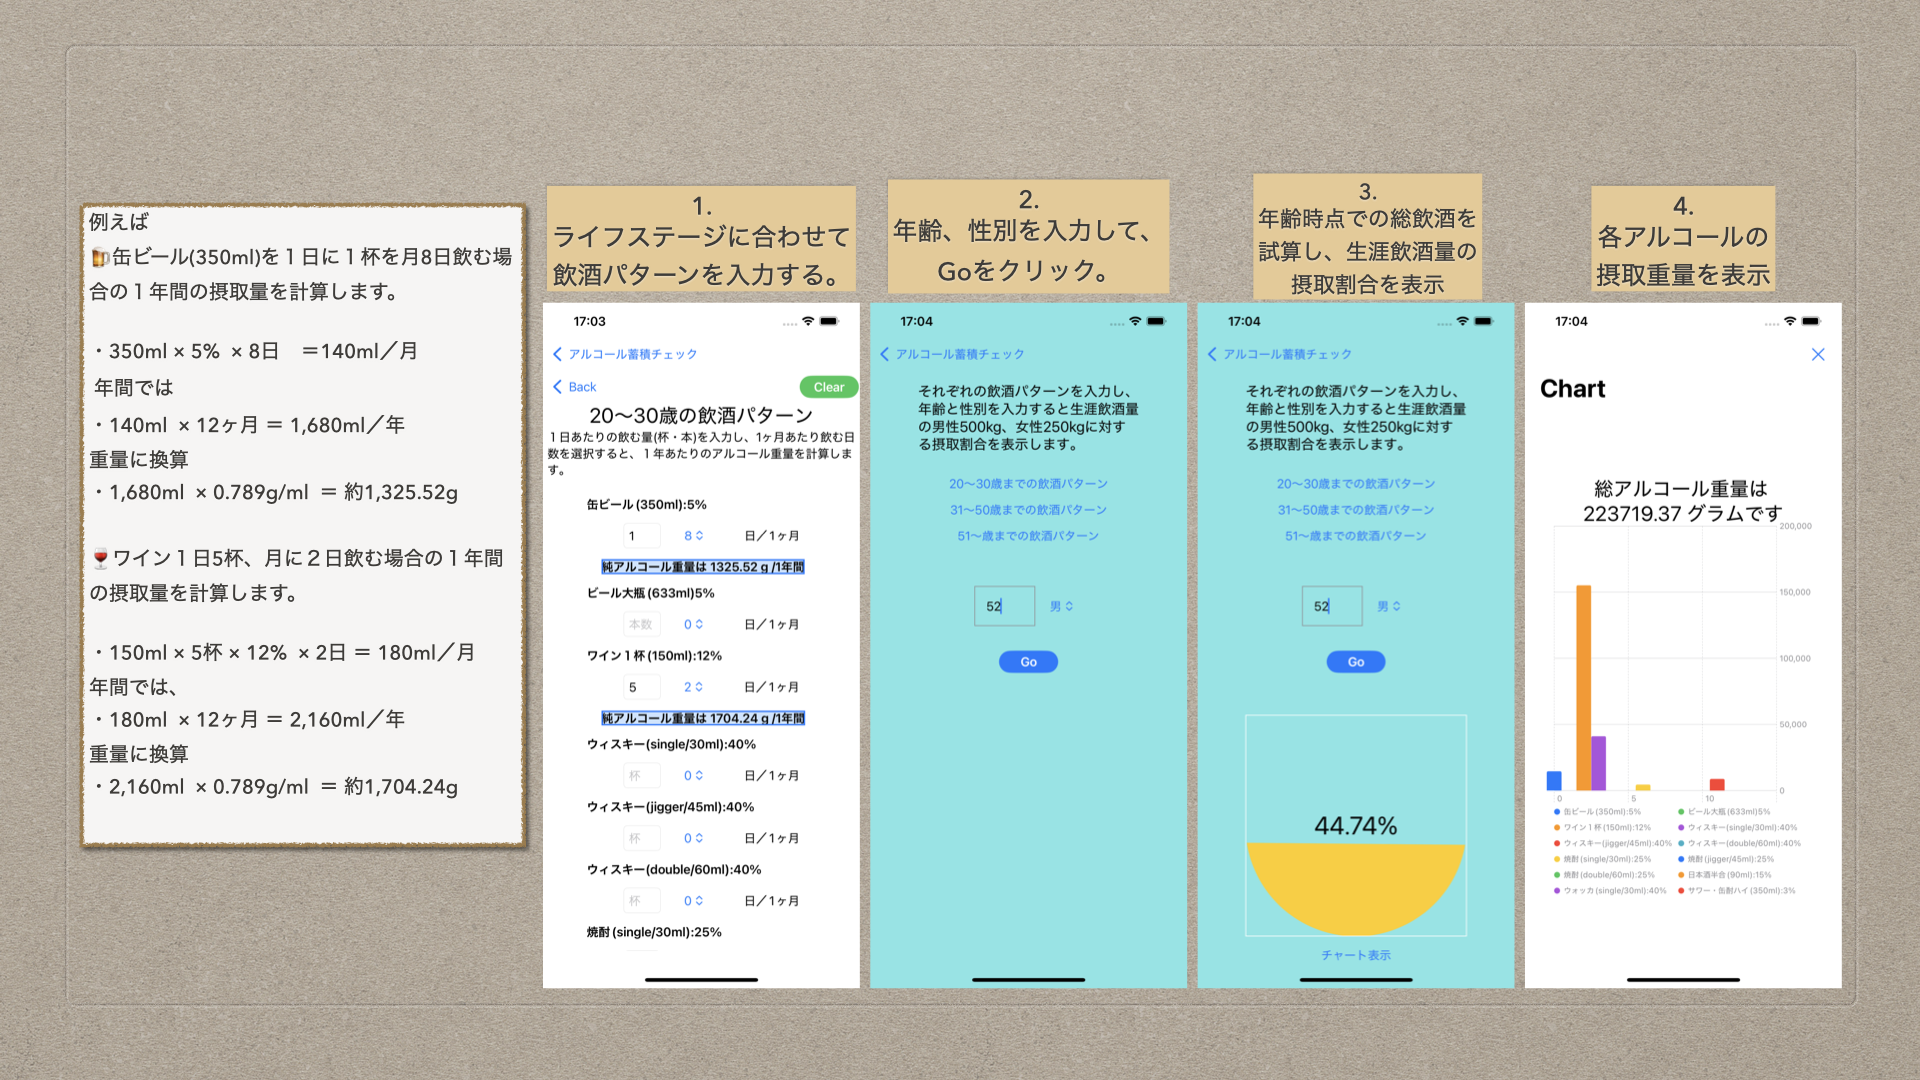 例えば
🍺缶ビール(350ml)を１日に１杯を月8日飲む場
合の１年間の摂取量を計算します。
・350ml × 5% × 8日　＝140ml／月
年間では
・140ml × 12ヶ月 ＝ 1,680ml／年
重量に換算
・1,680ml × 0.789g/ml ＝ 約1,325.52g
🍷ワイン１日5杯、月に２日飲む場合の１年間
の摂取量を計算します。
・150ml × 5杯 × 12% × 2日 ＝ 180ml／月
年間では、
・180ml × 12ヶ月 ＝ 2,160ml／年
重量に換算
・2,160ml × 0.789g/ml ＝ 約1,704.24g
1.
ライフステージに合わせて
飲酒パターンを入力する。
17:03
アルコール蓄積チェック
Back
Clear
20〜30歳の飲酒パターン
１日あたりの飲む量(杯・本)を入力し、1ヶ月あたり飲む日
数を選択すると、１年あたりのアルコール重量を計算しま
す。
缶ビール (350ml):5%
1 8 日／1ヶ月
純アルコール重量は 1325.52 g /1年間
ビール大瓶 (633ml)5%
本数 0 日／1ヶ月
ワイン１杯 (150ml):12%
5 2 日／1ヶ月
純アルコール重量は 1704.24 g /1年間
ウィスキー(single/30ml):40%
杯 0 日／1ヶ月
ウィスキー(jigger/45ml):40%
杯 0 日／1ヶ月
ウィスキー(double/60ml):40%
杯 0 日／1ヶ月
焼酎 (single/30ml):25%
2.
年齢、性別を入力して、
Goをクリック。
17:04
アルコール蓄積チェック
それぞれの飲酒パターンを入力し、
年齢と性別を入力すると生涯飲酒量
の男性500kg、女性250kgに対す
る摂取割合を表示します。
20〜30歳までの飲酒パターン
31〜50歳までの飲酒パターン
51〜歳までの飲酒パターン
52 男
Go
3.
年齢時点での総飲酒を
試算し、生涯飲酒量の
摂取割合を表示
17:04
アルコール蓄積チェック
それぞれの飲酒パターンを入力し、
年齢と性別を入力すると生涯飲酒量
の男性500kg、女性250kgに対す
る摂取割合を表示します。
20〜30歳までの飲酒パターン
31〜50歳までの飲酒パターン
51〜歳までの飲酒パターン
52 男
Go
44.74%
チャート表示
4.
各アルコールの
摂取重量を表示
17:04
Chart
総アルコール重量は
223719.37 グラムです
200,000
150,000
100,000
50,000
0
0 5 10
缶ビール (350ml):5% ビール大瓶 (633ml)5%
ワイン１杯 (150ml):12% ウィスキー(single/30ml):40%
ウィスキー(jigger/45ml):40% ウィスキー(double/60ml):40%
焼酎 (single/30ml):25% 焼酎 (jigger/45ml):25%
焼酎 (double/60ml):25% 日本酒半合 (90ml):15%
ウォッカ (single/30ml):40% サワー・缶酎ハイ (350ml):3%